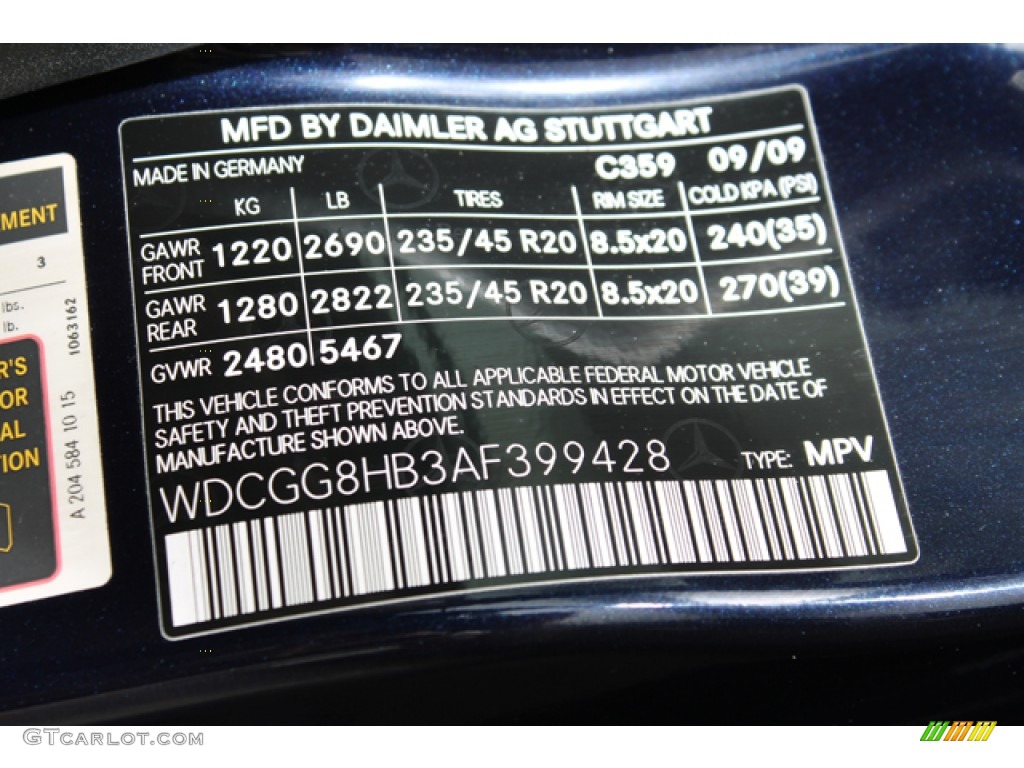 MFD BY DAIMLER AG STUTTGART
MADE IN GERMANY C359 09/09
KG LB TIRES RIM SIZE COLD KPA (PSI)
GAWR FRONT 1220 2690 235/45 R20 8.5x20 240(35)
GAWR REAR 1280 2822 235/45 R20 8.5x20 270(39)
GVWR 2480 5467
THIS VEHICLE CONFORMS TO ALL APPLICABLE FEDERAL MOTOR VEHICLE
SAFETY AND THEFT PREVENTION STANDARDS IN EFFECT ON THE DATE OF
MANUFACTURE SHOWN ABOVE.
WDCGG8HB3AF399428 TYPE: MPV
MENT
3
lbs.
lb.
R'S
OR
AL
TION
A 204 584 10 15 1063162
GTCARLOT.COM